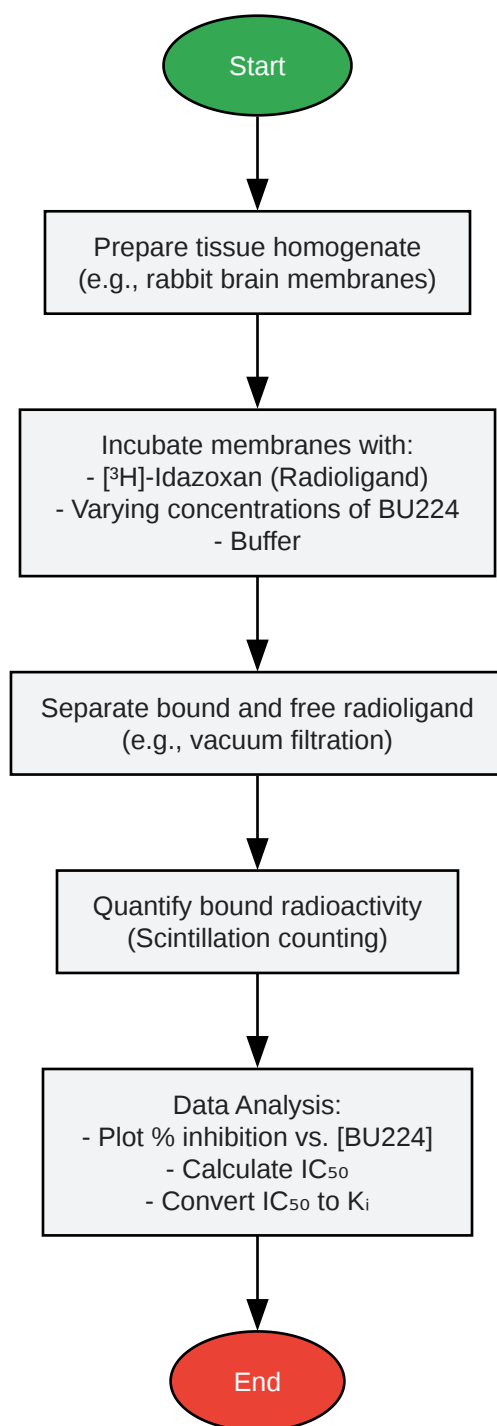 Start
Prepare tissue homogenate
(e.g., rabbit brain membranes)
Incubate membranes with:
- [³H]-Idazoxan (Radioligand)
- Varying concentrations of BU224
- Buffer
Separate bound and free radioligand
(e.g., vacuum filtration)
Quantify bound radioactivity
(Scintillation counting)
Data Analysis:
- Plot % inhibition vs. [BU224]
- Calculate IC₅₀
- Convert IC₅₀ to Kᵢ
End